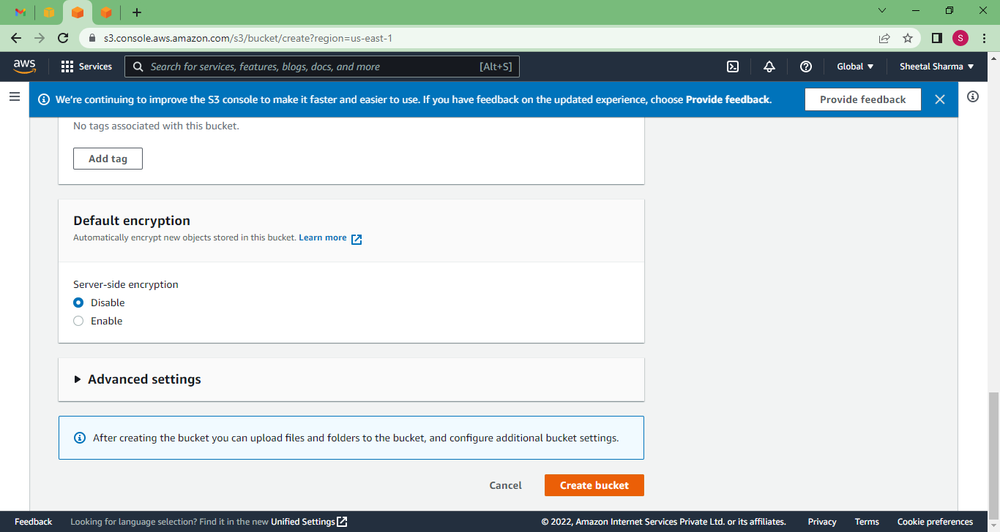 s3.console.aws.amazon.com/s3/bucket/create?region=us-east-1
S
aws
Services
Search for services, features, blogs, docs, and more
[Alt+S]
Global
Sheetal Sharma
We're continuing to improve the S3 console to make it faster and easier to use. If you have feedback on the updated experience, choose Provide feedback.
Provide feedback
No tags associated with this bucket.
Add tag
Default encryption
Automatically encrypt new objects stored in this bucket. Learn more
Server-side encryption
Disable
Enable
Advanced settings
After creating the bucket you can upload files and folders to the bucket, and configure additional bucket settings.
Cancel
Create bucket
Feedback
Looking for language selection? Find it in the new Unified Settings
© 2022, Amazon Internet Services Private Ltd. or its affiliates.
Privacy
Terms
Cookie preferences